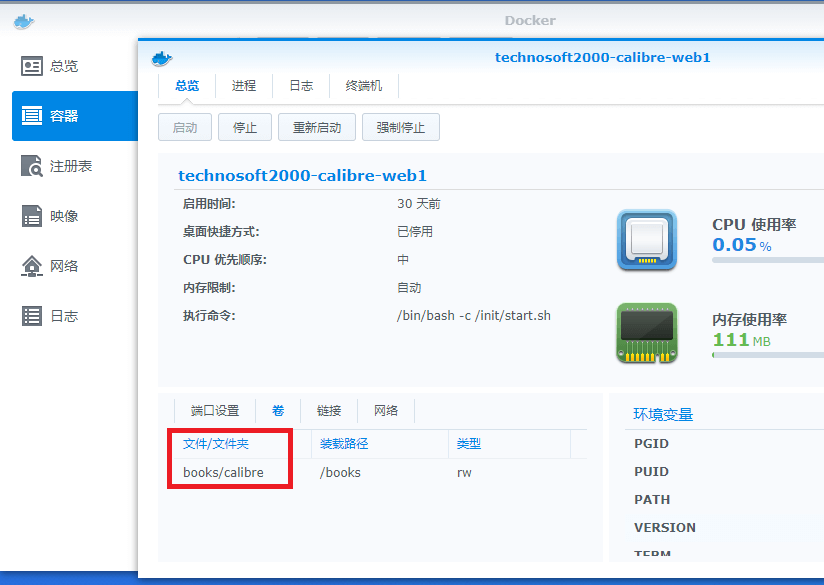 Docker
technosoft2000-calibre-web1
总览
容器
注册表
映像
网络
日志
总览 进程 日志 终端机
启动 停止 重新启动 强制停止
technosoft2000-calibre-web1
启用时间: 30 天前
桌面快捷方式: 已停用
CPU 优先顺序: 中
内存限制: 自动
执行命令: /bin/bash -c /init/start.sh
CPU 使用率
0.05 %
内存使用率
111 MB
端口设置 卷 链接 网络
文件/文件夹 装载路径 类型
books/calibre /books rw
环境变量
PGID
PUID
PATH
VERSION
TERM